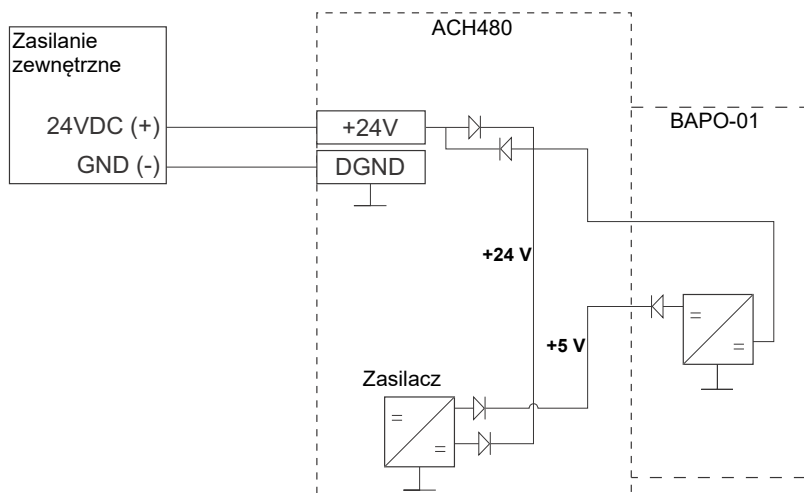 ACH480
Zasilanie
zewnętrzne
BAPO-01
24VDC (+)
+24V
GND (-)
DGND
+24 V
+5 V
Zasilacz